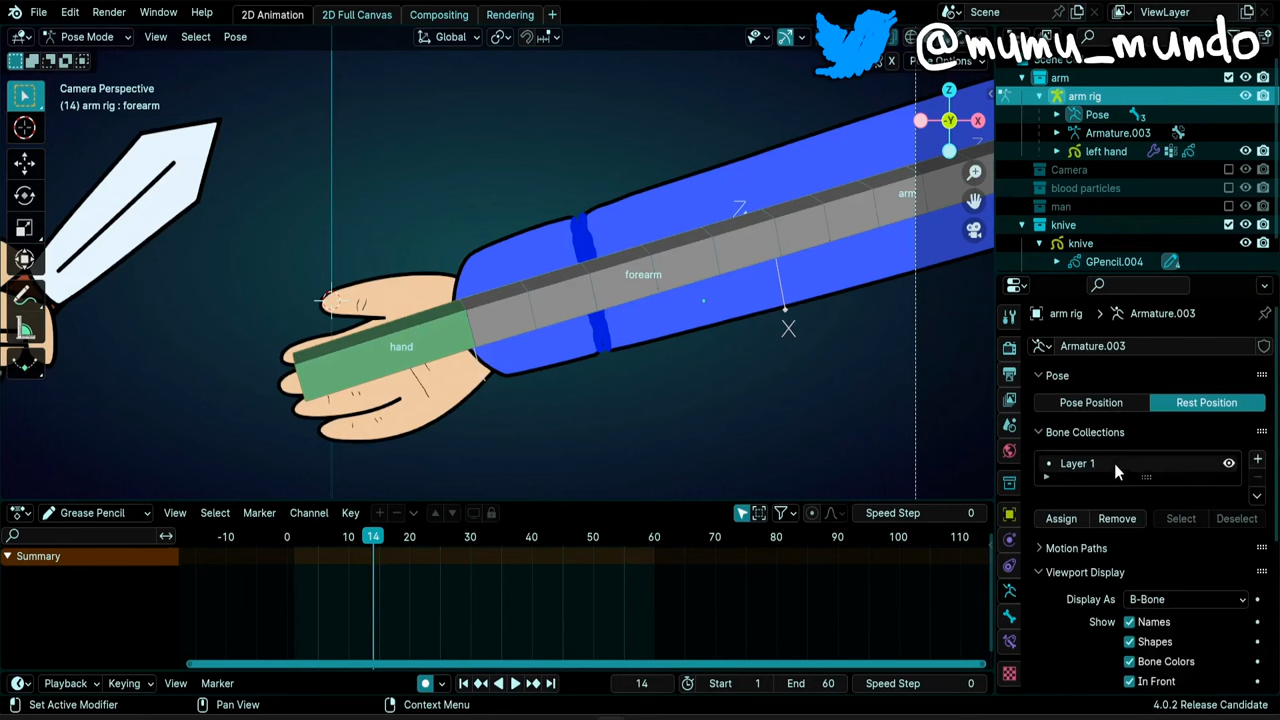 File Edit Render Window Help
2D Animation 2D Full Canvas Compositing Rendering +
Scene
ViewLayer
@mumu_mundo
Pose Mode View Select Pose
Global
X Pose Options
Camera Perspective
(14) arm rig : forearm
Z
-Y
X
Z
Z
arm
forearm
hand
X
arm
arm rig
Pose 3
Armature.003
left hand
Camera
blood particles
man
knive
knive
GPencil.004 4
arm rig > Armature.003
Armature.003
Pose
Pose Position Rest Position
Bone Collections
Layer 1
Assign Remove Select Deselect
Motion Paths
Viewport Display
Display As B-Bone
Show Names
Shapes
Bone Colors
In Front
Grease Pencil View Select Marker Channel Key Speed Step 0
-10 0 10 14 20 30 40 50 60 70 80 90 100 110
Summary
Playback Keying View Marker 14 Start 1 End 60 Speed Step 0
Set Active Modifier Pan View Context Menu 4.0.2 Release Candidate